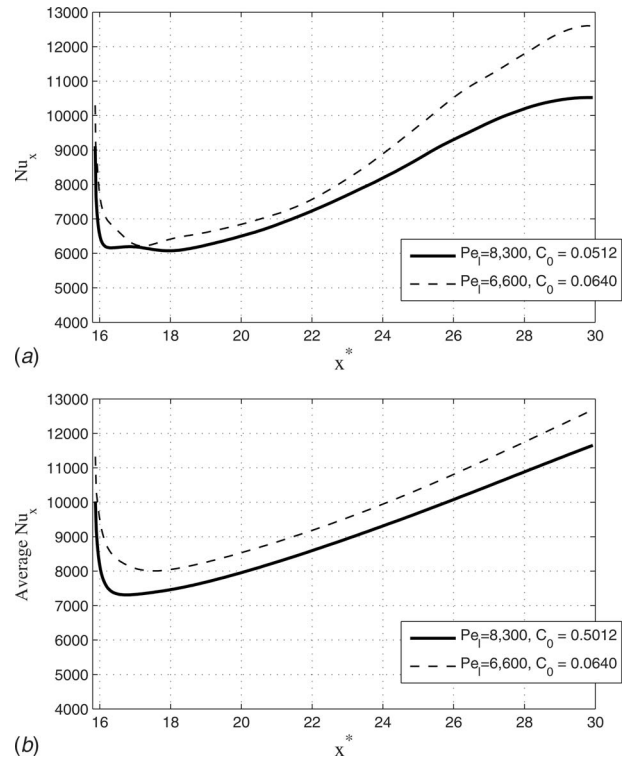 13000
12000
11000
10000
9000
8000
7000
6000
5000
4000
Nu_x
16 18 20 22 24 26 28 30
x*
Pe_l=8,300, C_0 = 0.0512
Pe_l=6,600, C_0 = 0.0640
(a)
13000
12000
11000
10000
9000
8000
7000
6000
5000
4000
Average Nu_x
16 18 20 22 24 26 28 30
x*
Pe_l=8,300, C_0 = 0.5012
Pe_l=6,600, C_0 = 0.0640
(b)